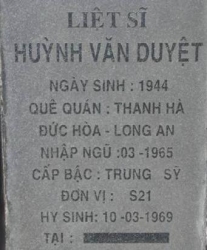 LIỆT SĨ
HUỲNH VĂN DUYỆT
NGÀY SINH : 1944
QUÊ QUÁN : THANH HÀ
ĐỨC HÒA - LONG AN
NHẬP NGŨ :03 -1965
CẤP BẬC : TRUNG SỸ
ĐƠN VỊ : S21
HY SINH: 10 -03-1969
TẠI :